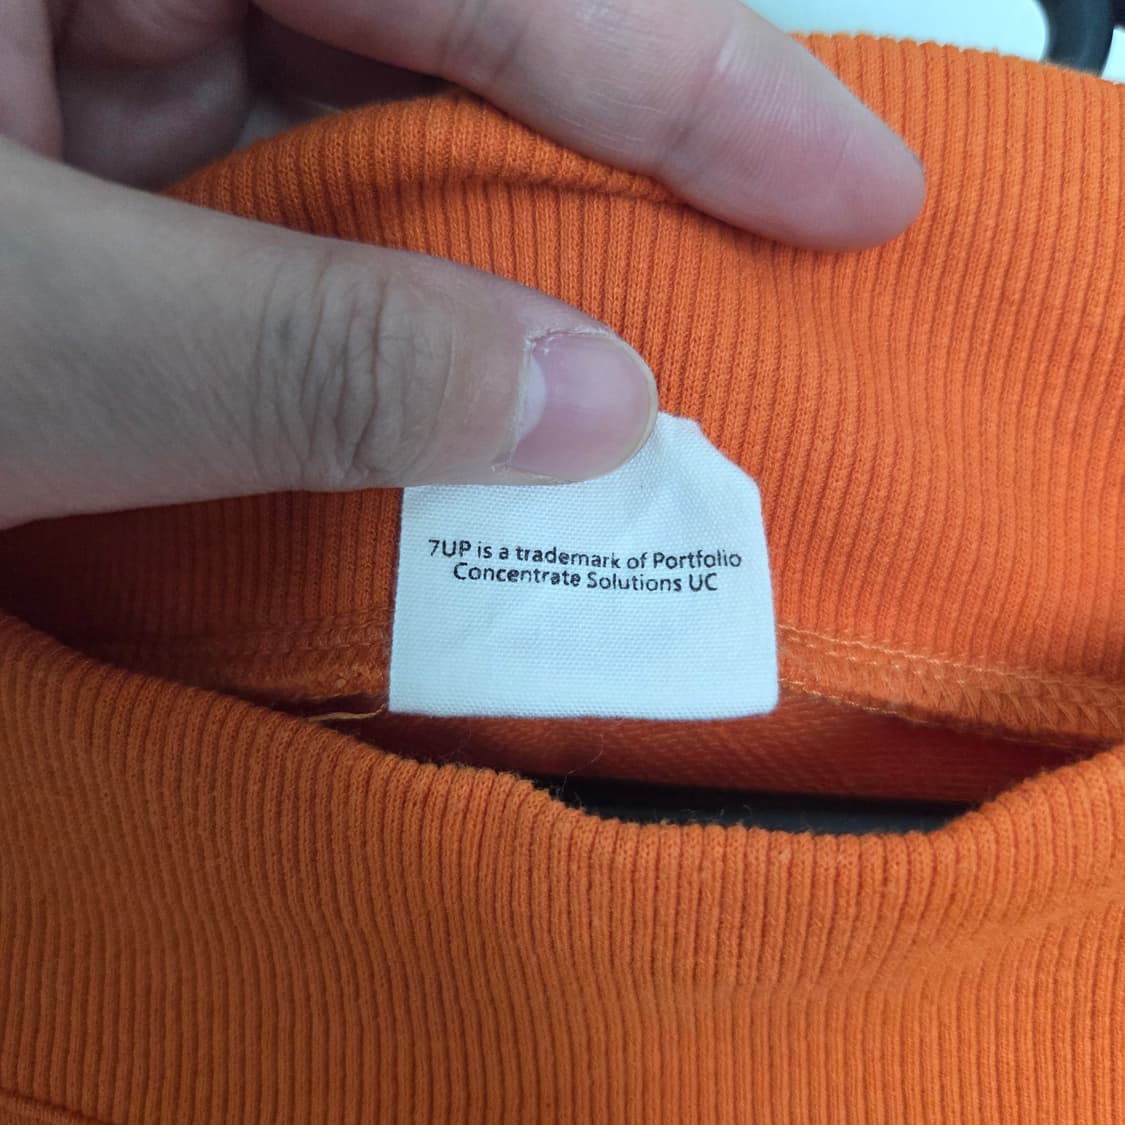 7UP is a trademark of Portfolio
Concentrate Solutions UC